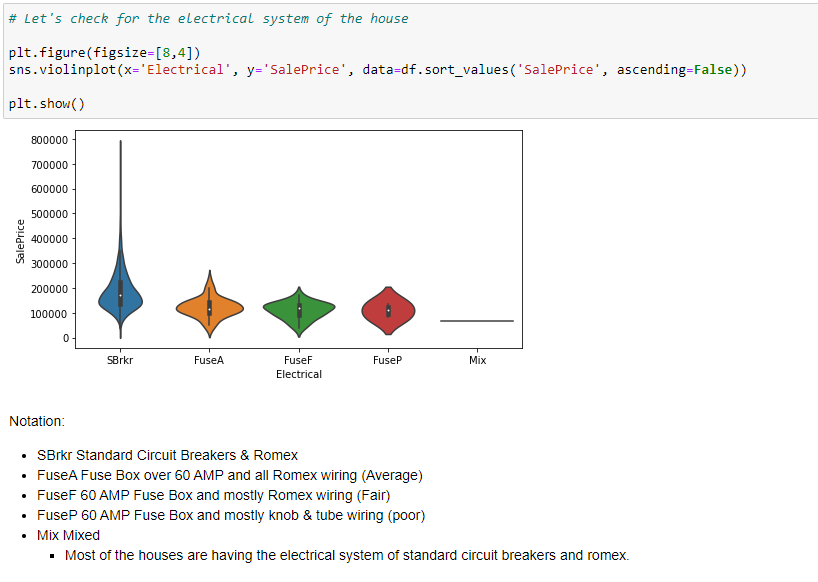 # Let's check for the electrical system of the house
plt.figure(figsize=[8,4])
sns.violinplot(x='Electrical', y='SalePrice', data=df.sort_values('SalePrice', ascending=False))
plt.show()
800000
700000
600000
500000
400000
300000
200000
100000
0
SalePrice
SBrkr FuseA FuseF FuseP Mix
Electrical
Notation:
• SBrkr Standard Circuit Breakers & Romex
• FuseA Fuse Box over 60 AMP and all Romex wiring (Average)
• FuseF 60 AMP Fuse Box and mostly Romex wiring (Fair)
• FuseP 60 AMP Fuse Box and mostly knob & tube wiring (poor)
• Mix Mixed
▪ Most of the houses are having the electrical system of standard circuit breakers and romex.